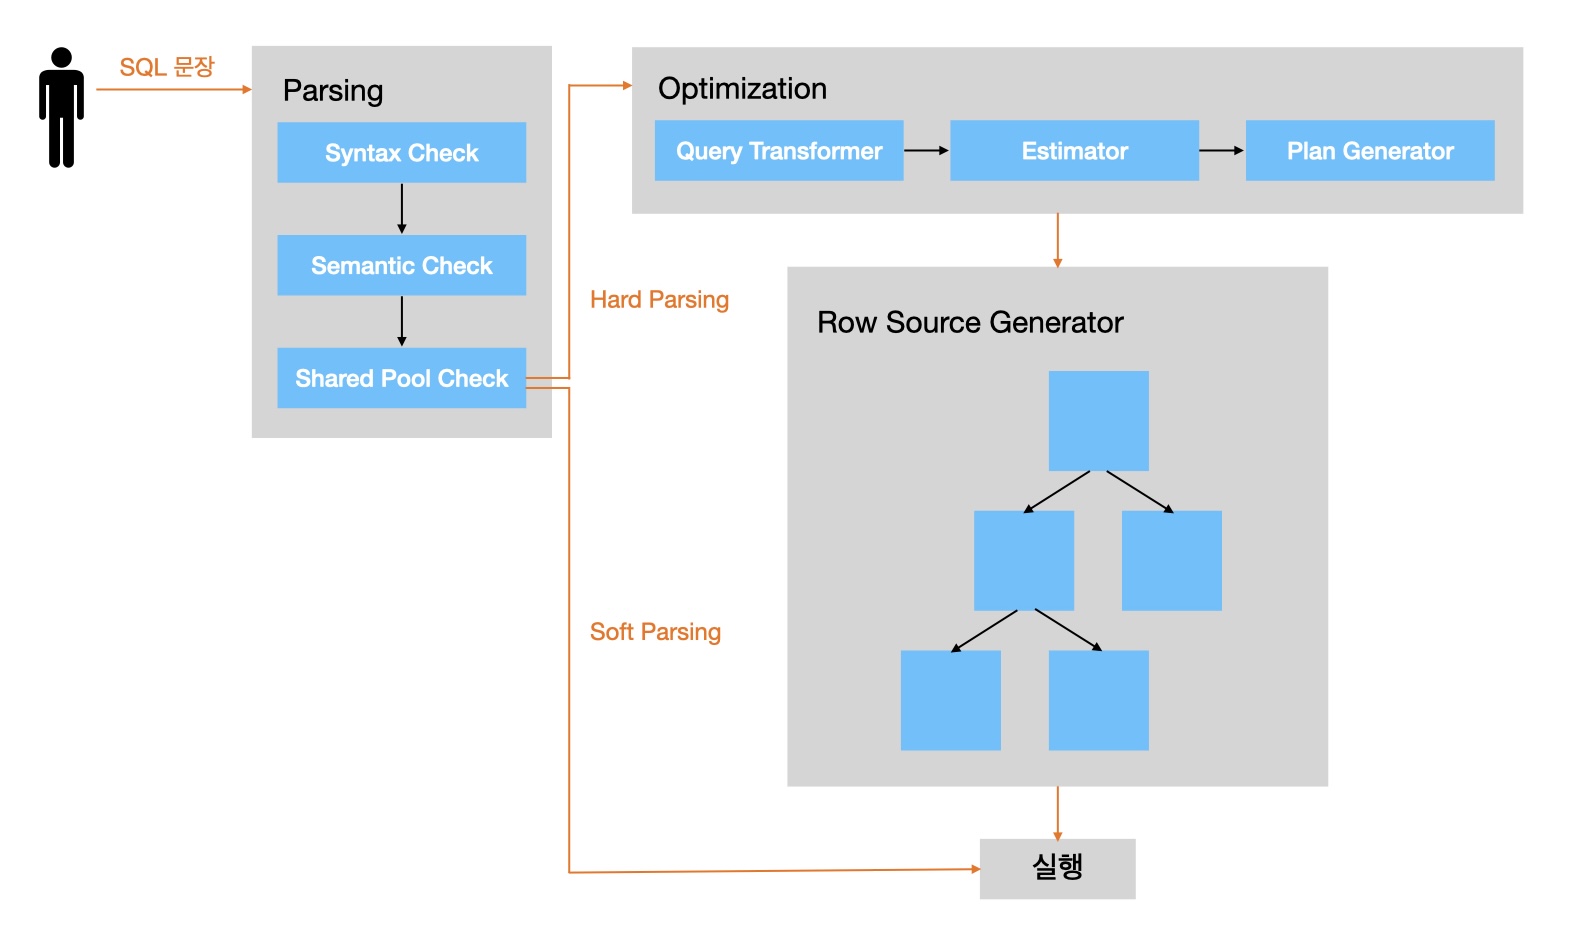 SQL 문장
Parsing
Syntax Check
Semantic Check
Shared Pool Check
Hard Parsing
Soft Parsing
Optimization
Query Transformer
Estimator
Plan Generator
Row Source Generator
실행